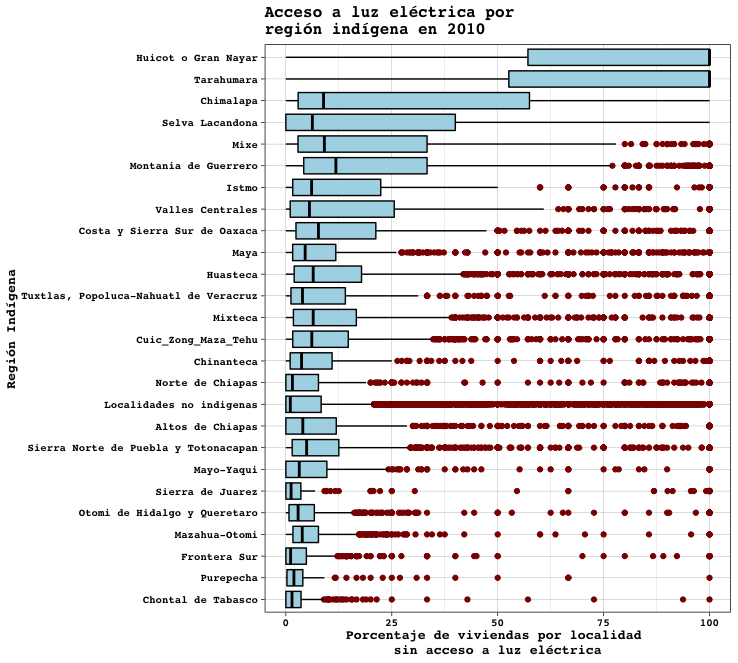 Acceso a luz eléctrica por
región indígena en 2010
Región Indígena
Huicot o Gran Nayar
Tarahumara
Chimalapa
Selva Lacandona
Mixe
Montania de Guerrero
Istmo
Valles Centrales
Costa y Sierra Sur de Oaxaca
Maya
Huasteca
Tuxtlas, Popoluca-Nahuatl de Veracruz
Mixteca
Cuic_Zong_Maza_Tehu
Chinanteca
Norte de Chiapas
Localidades no indigenas
Altos de Chiapas
Sierra Norte de Puebla y Totonacapan
Mayo-Yaqui
Sierra de Juarez
Otomi de Hidalgo y Queretaro
Mazahua-Otomi
Frontera Sur
Purepecha
Chontal de Tabasco
0 25 50 75 100
Porcentaje de viviendas por localidad
sin acceso a luz eléctrica